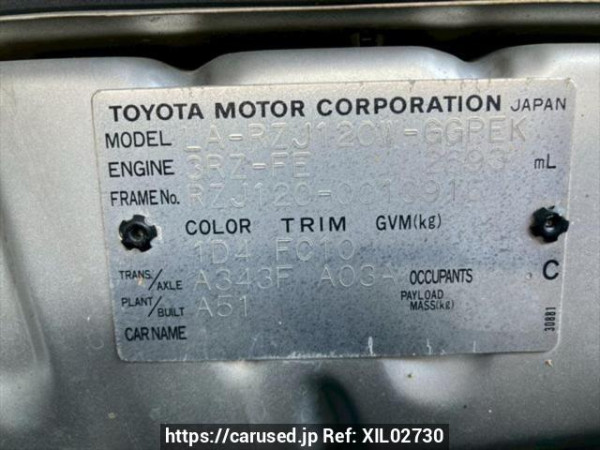 TOYOTA MOTOR CORPORATION JAPAN
MODEL LA-RZJ120W-GGPEK
ENGINE 3RZ-FE 2693 mL
FRAME No.
COLOR TRIM GVM(kg)
1D4 FC10
TRANS./AXLE A343F A03A OCCUPANTS C
PLANT/BUILT A51 PAYLOAD MASS(kg)
CAR NAME
30881
https://carused.jp Ref: XIL02730